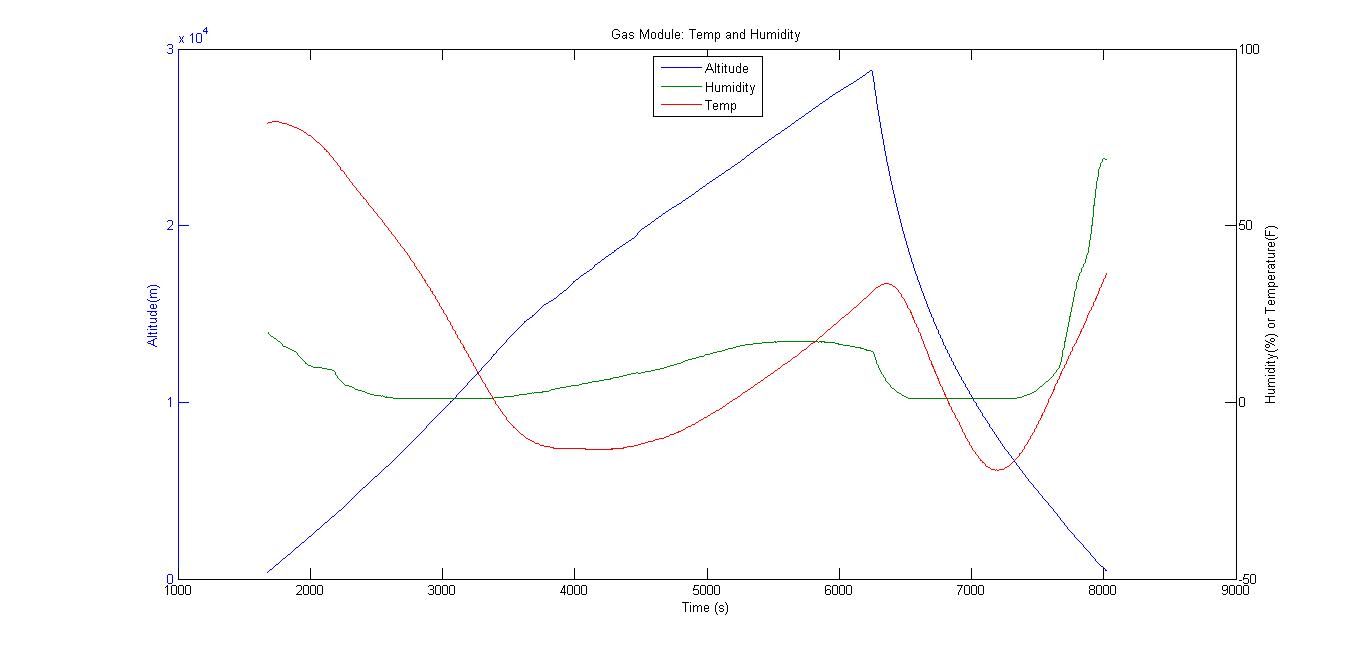 Gas Module: Temp and Humidity
x 10^4
Altitude
Humidity
Temp
3
2
1
0
Altitude(m)
100
50
0
-50
Humidity(%) or Temperature(F)
1000 2000 3000 4000 5000 6000 7000 8000 9000
Time (s)